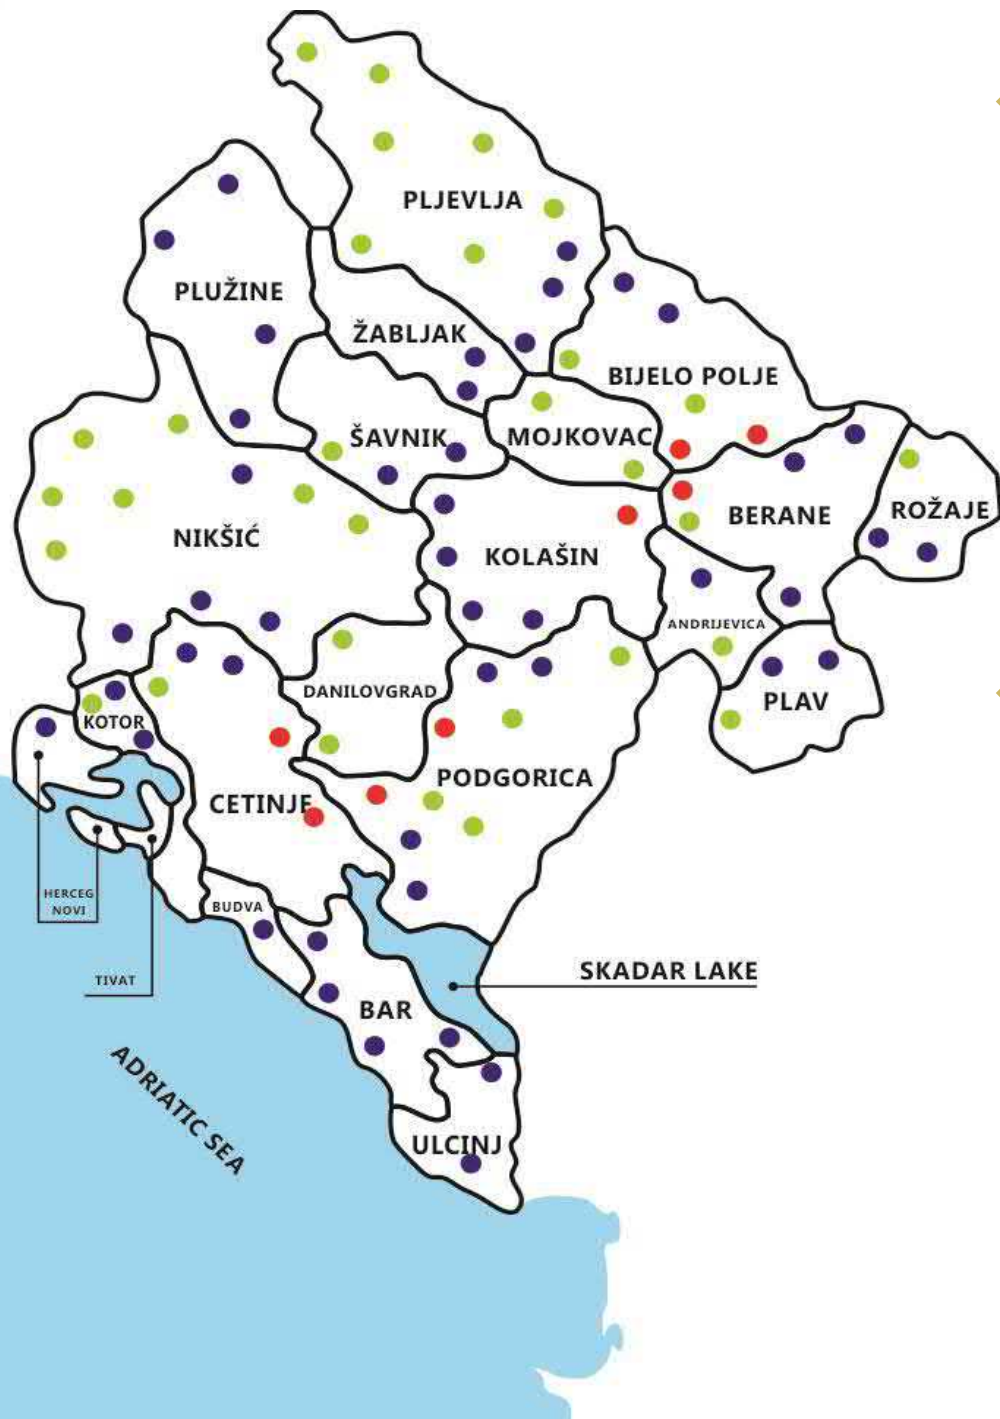 PLJEVLJA
PLUŽINE
ŽABLJAK
BIJELO POLJE
ŠAVNIK
MOJKOVAC
ROŽAJE
BERANE
NIKŠIĆ
KOLAŠIN
ANDRIJEVICA
DANILOVGRAD
PLAV
KOTOR
PODGORICA
CETINJE
HERCEG
NOVI
BUDVA
TIVAT
SKADAR LAKE
BAR
ADRIATIC SEA
ULCINJ